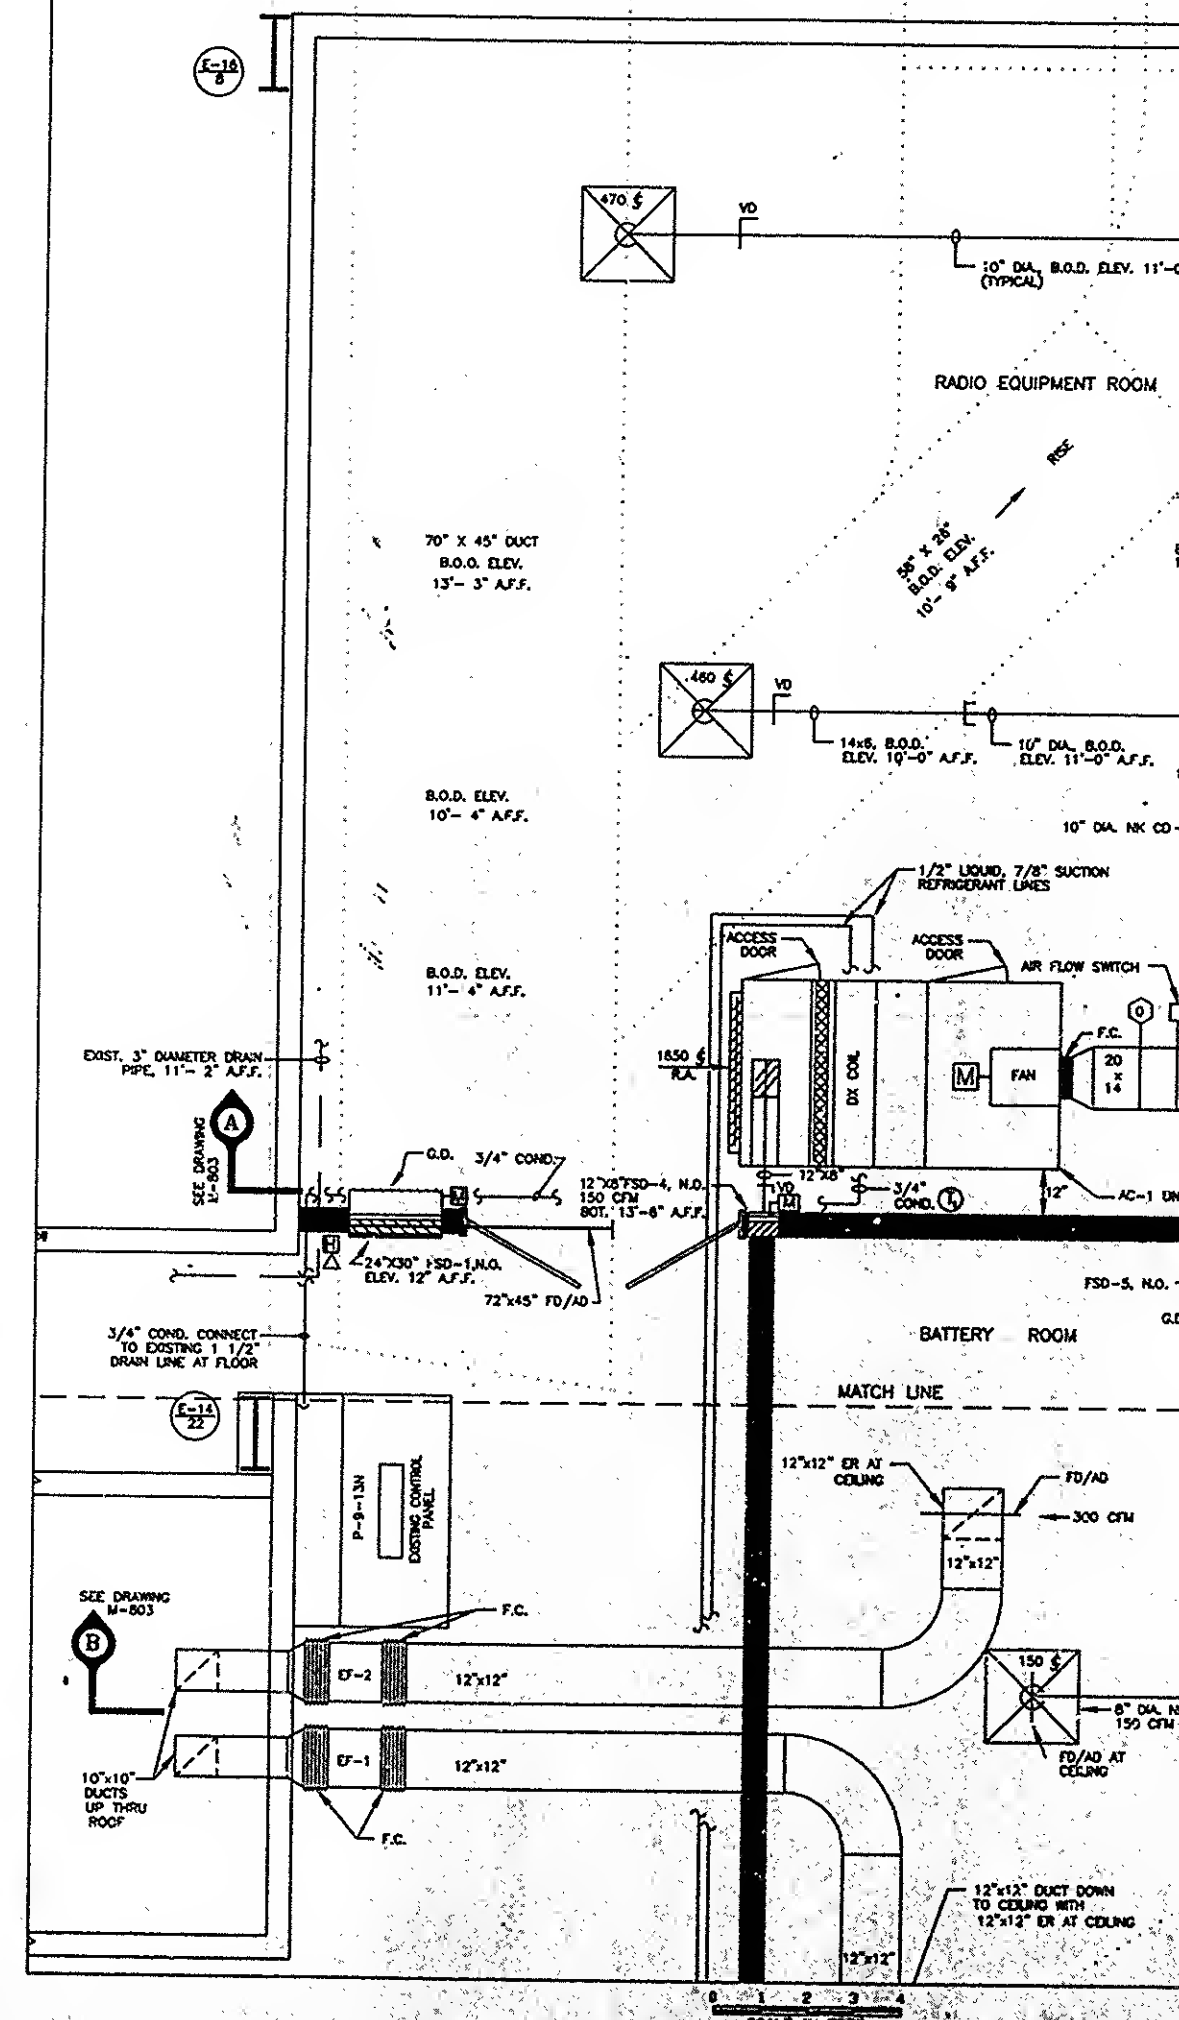 E-16
8
470
VD
10" DIA., B.O.D. ELEV. 11'-0
(TYPICAL)
RADIO EQUIPMENT ROOM
RISE
70" X 45" DUCT
B.O.D. ELEV.
13'- 3" A.F.F.
B.O.D. ELEV.
10'- 9" A.F.F.
460
VD
14x6, B.O.D.
ELEV. 10'-0" A.F.F.
10" DIA., B.O.D.
ELEV. 11'-0" A.F.F.
B.O.D. ELEV.
10'- 4" A.F.F.
10" DIA. NK CD-
1/2" LIQUID, 7/8" SUCTION
REFRIGERANT LINES
ACCESS
DOOR
ACCESS
DOOR
AIR FLOW SWITCH
B.O.D. ELEV.
11'- 4" A.F.F.
F.C.
EXIST. 3" DIAMETER DRAIN
PIPE, 11'- 2" A.F.F.
1850
R.A.
DX COIL
M
FAN
20
x
14
A
SEE DRAWING
M-803
G.D.
3/4" COND.
M
12"X8" FSD-4, N.O.
150 CFM
BOT. 13'-6" A.F.F.
12"X8"
VD
M
3/4"
COND.
12"
AC-1 UN
24"X30" FSD-1, N.O.
ELEV. 12" A.F.F.
72"x45" FD/AD
FSD-5, N.O.
G.D
3/4" COND. CONNECT
TO EXISTING 1 1/2"
DRAIN LINE AT FLOOR
BATTERY ROOM
MATCH LINE
E-14
22
P-9-13N
EXISTING CONTROL
PANEL
12"x12" ER AT
CEILING
FD/AD
300 CFM
12"x12"
SEE DRAWING
M-803
B
F.C.
EF-2
12"x12"
150
8" DIA. N
150 CFM
FD/AD AT
CEILING
EF-1
12"x12"
10"x10"
DUCTS
UP THRU
ROOF
F.C.
12"x12" DUCT DOWN
TO CEILING WITH
12"x12" ER AT CEILING
12"x12"
0 1 2 3 4